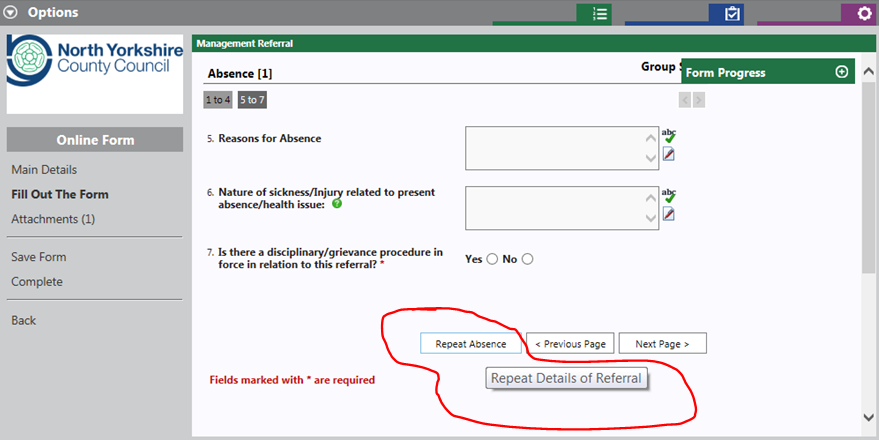 Options
North Yorkshire
County Council
Online Form
Main Details
Fill Out The Form
Attachments (1)
Save Form
Complete
Back
Management Referral
Absence [1]
Group
Form Progress
1 to 4 5 to 7
< >
5. Reasons for Absence
abc
6. Nature of sickness/Injury related to present
absence/health issue: ?
abc
7. Is there a disciplinary/grievance procedure in
force in relation to this referral? *
Yes No
Repeat Absence < Previous Page Next Page >
Repeat Details of Referral
Fields marked with * are required